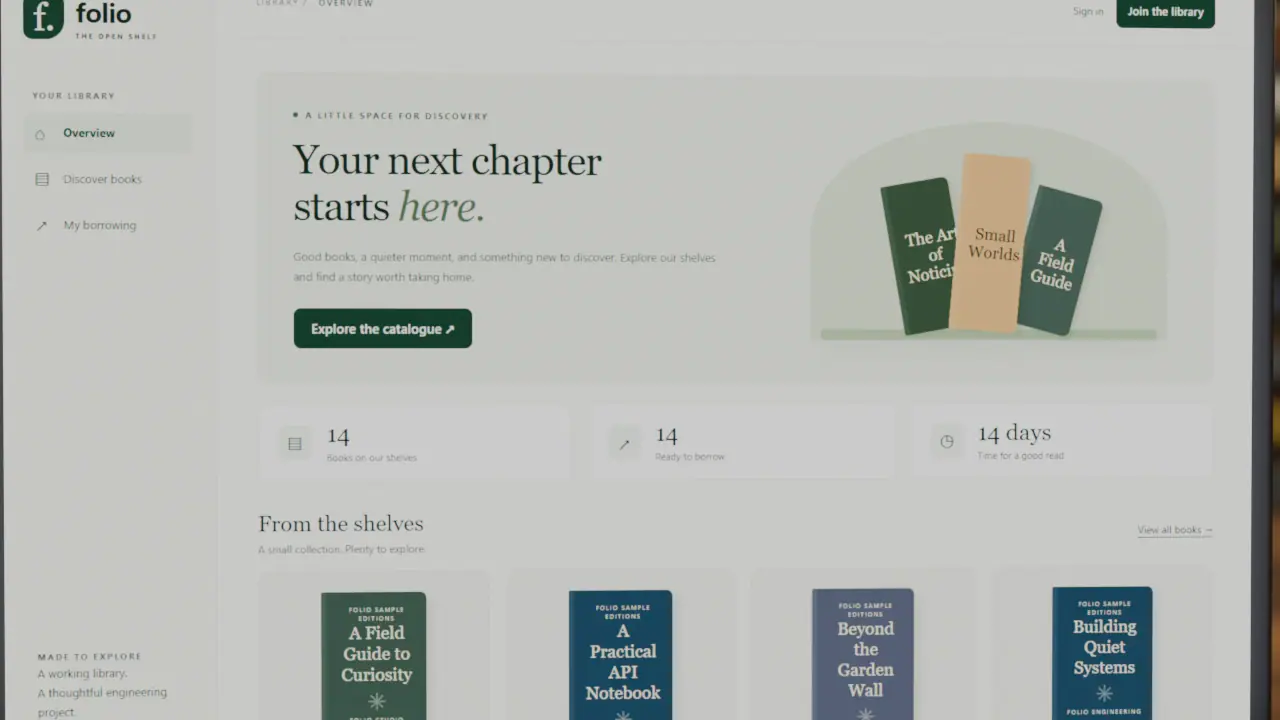 f.
folio
THE OPEN SHELF
LIBRARY / OVERVIEW
Sign in
Join the library
YOUR LIBRARY
Overview
Discover books
My borrowing
A LITTLE SPACE FOR DISCOVERY
Your next chapter
starts here.
Good books, a quieter moment, and something new to discover. Explore our shelves
and find a story worth taking home.
Explore the catalogue ↗
The Art
of
Small
Worlds
A
Field
Guide
14
Books on our shelves
14
Ready to borrow
14 days
Time for a good read
From the shelves
A small collection. Plenty to explore.
View all books →
FOLIO SAMPLE
EDITIONS
A Field
Guide to
Curiosity
FOLIO STUDIO
FOLIO SAMPLE
EDITIONS
A
Practical
API
Notebook
FOLIO SAMPLE
EDITIONS
Beyond
the
Garden
Wall
FOLIO SAMPLE
EDITIONS
Building
Quiet
Systems
FOLIO ENGINEERING
MADE TO EXPLORE
A working library.
A thoughtful engineering
project.